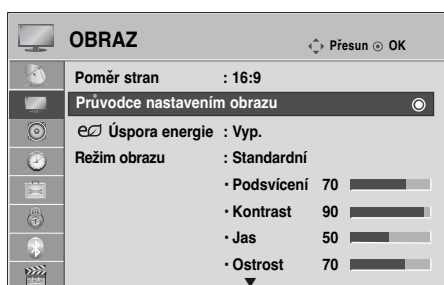 OBRAZ Přesun OK
Poměr stran : 16:9
Průvodce nastavením obrazu
Úspora energie : Vyp.
Režim obrazu : Standardní
• Podsvícení 70
• Kontrast 90
• Jas 50
• Ostrost 70